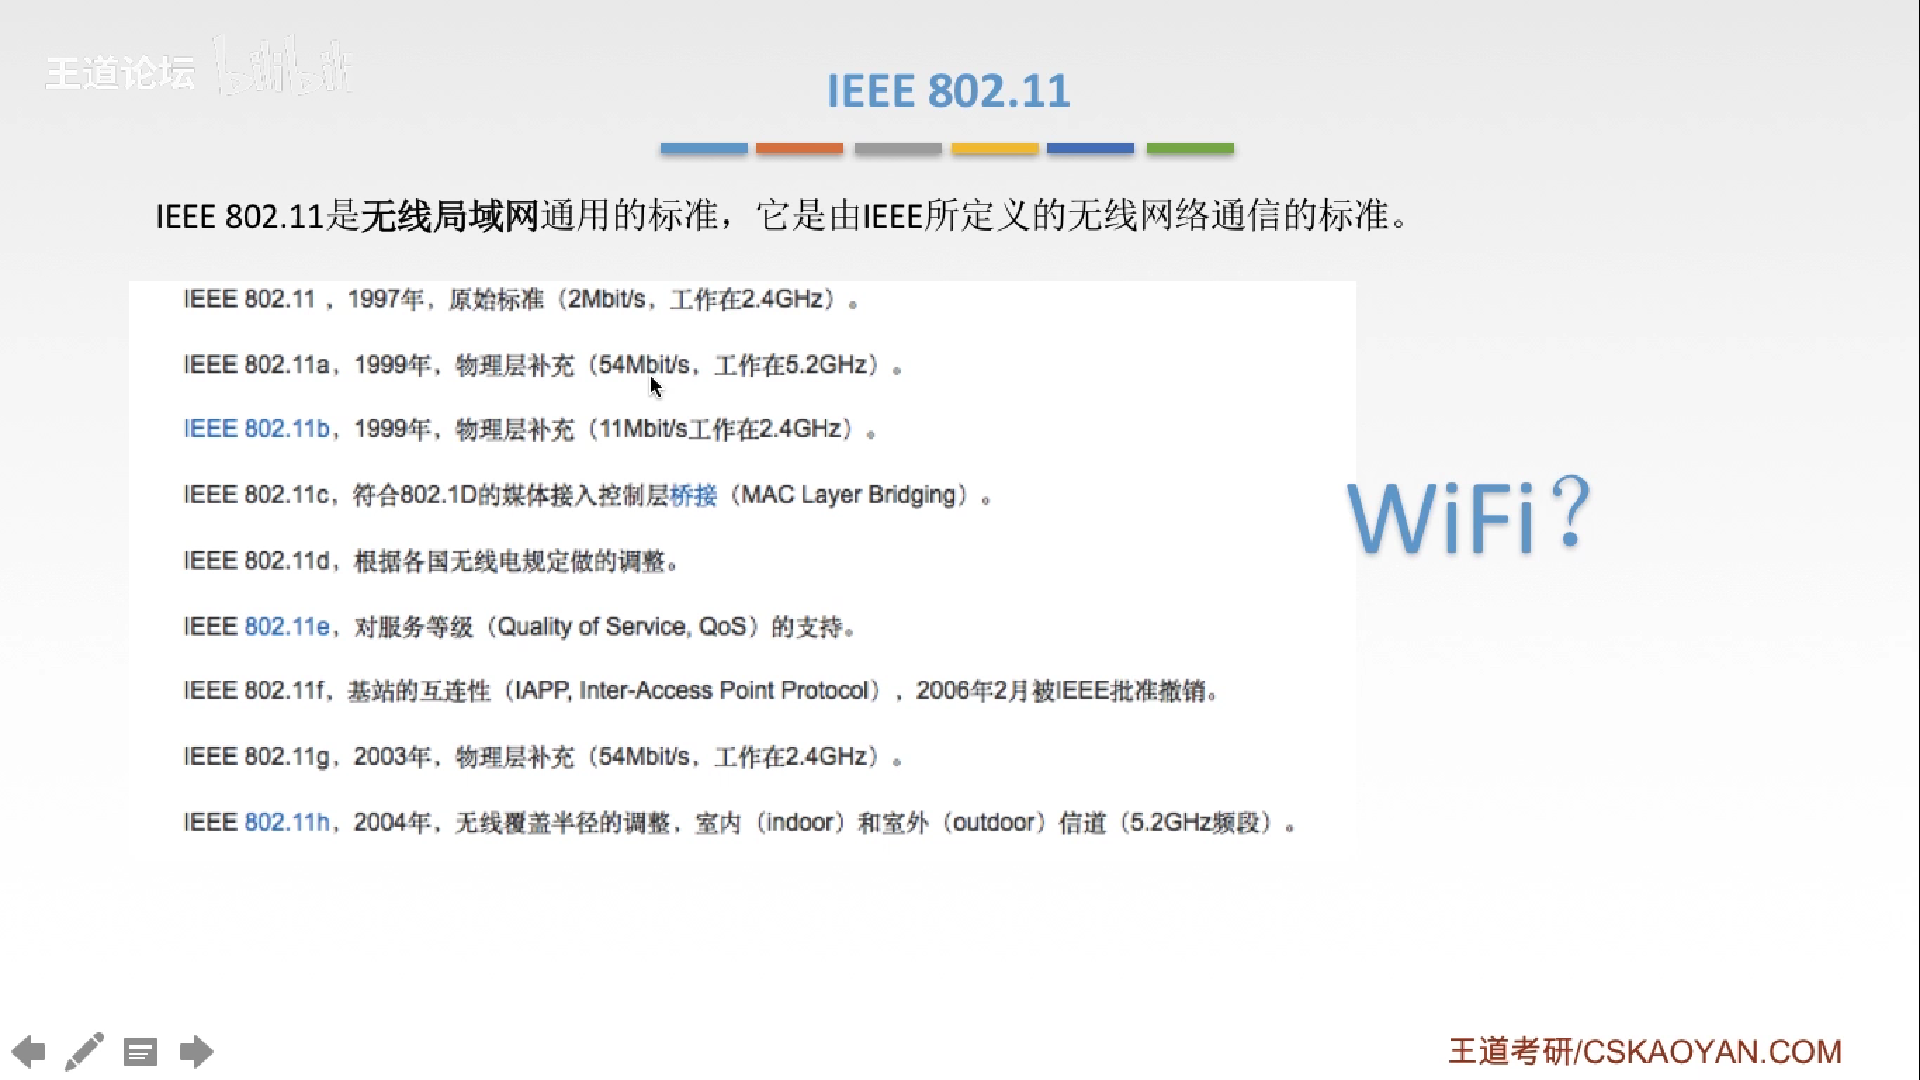 王道论坛 bilibili
IEEE 802.11
IEEE 802.11是无线局域网通用的标准，它是由IEEE所定义的无线网络通信的标准。
IEEE 802.11 ，1997年，原始标准（2Mbit/s，工作在2.4GHz）。
IEEE 802.11a，1999年，物理层补充（54Mbit/s，工作在5.2GHz）。
IEEE 802.11b，1999年，物理层补充（11Mbit/s工作在2.4GHz）。
IEEE 802.11c，符合802.1D的媒体接入控制层桥接（MAC Layer Bridging）。
WiFi？
IEEE 802.11d，根据各国无线电规定做的调整。
IEEE 802.11e，对服务等级（Quality of Service, QoS）的支持。
IEEE 802.11f，基站的互连性（IAPP, Inter-Access Point Protocol），2006年2月被IEEE批准撤销。
IEEE 802.11g，2003年，物理层补充（54Mbit/s，工作在2.4GHz）。
IEEE 802.11h，2004年，无线覆盖半径的调整，室内（indoor）和室外（outdoor）信道（5.2GHz频段）。
王道考研/CSKAOYAN.COM